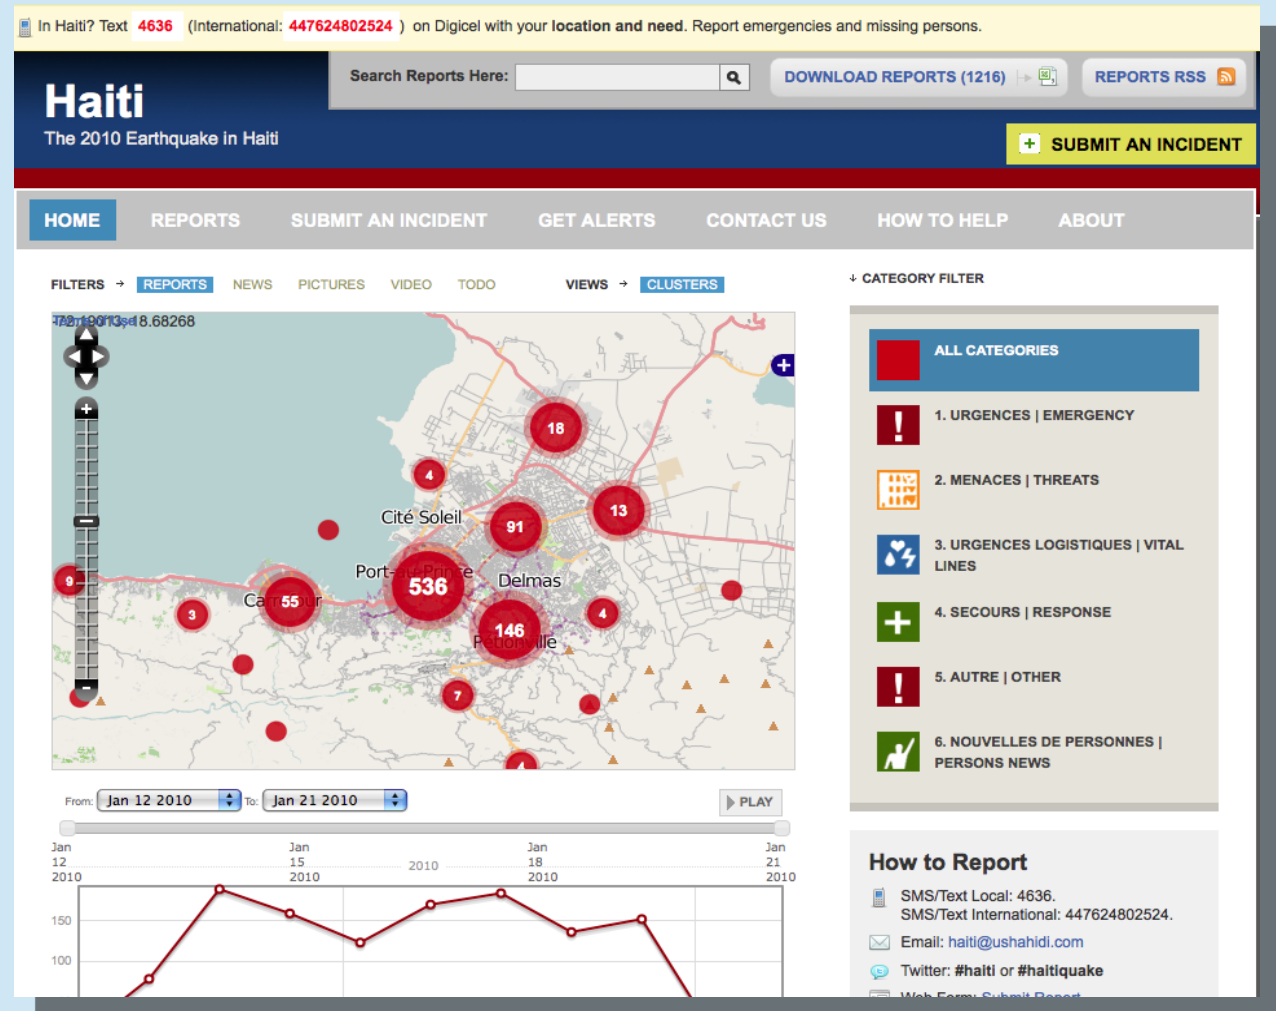 In Haiti? Text 4636 (International: 447624802524 ) on Digicel with your location and need. Report emergencies and missing persons.
Search Reports Here:
DOWNLOAD REPORTS (1216)
REPORTS RSS
Haiti
The 2010 Earthquake in Haiti
+ SUBMIT AN INCIDENT
HOME REPORTS SUBMIT AN INCIDENT GET ALERTS CONTACT US HOW TO HELP ABOUT
FILTERS → REPORTS NEWS PICTURES VIDEO TODO VIEWS → CLUSTERS
18.68268
18
4
13
Cité Soleil
91
9
Port-au-Prince
536
Delmas
55
3
4
146
7
4
From: Jan 12 2010 To: Jan 21 2010
PLAY
Jan 12 2010
Jan 15 2010
2010
Jan 18 2010
Jan 21 2010
150
100
↓ CATEGORY FILTER
ALL CATEGORIES
1. URGENCES | EMERGENCY
2. MENACES | THREATS
3. URGENCES LOGISTIQUES | VITAL
LINES
4. SECOURS | RESPONSE
5. AUTRE | OTHER
6. NOUVELLES DE PERSONNES |
PERSONS NEWS
How to Report
SMS/Text Local: 4636.
SMS/Text International: 447624802524.
Email: haiti@ushahidi.com
Twitter: #haiti or #haitiquake
Web Form: Submit Report